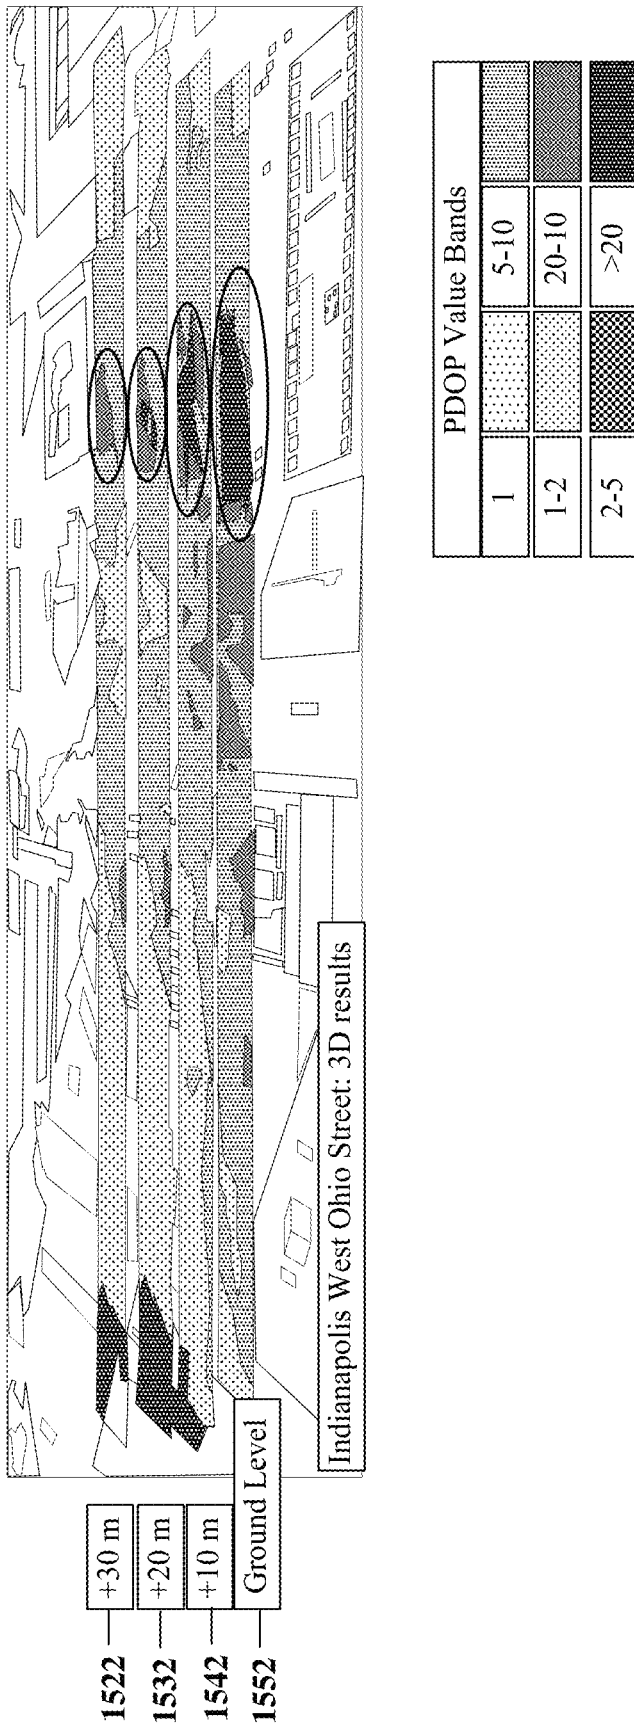 1522 +30 m
1532 +20 m
1542 +10 m
1552 Ground Level
Indianapolis West Ohio Street: 3D results
PDOP Value Bands
1 5-10
1-2 20-10
2-5 >20